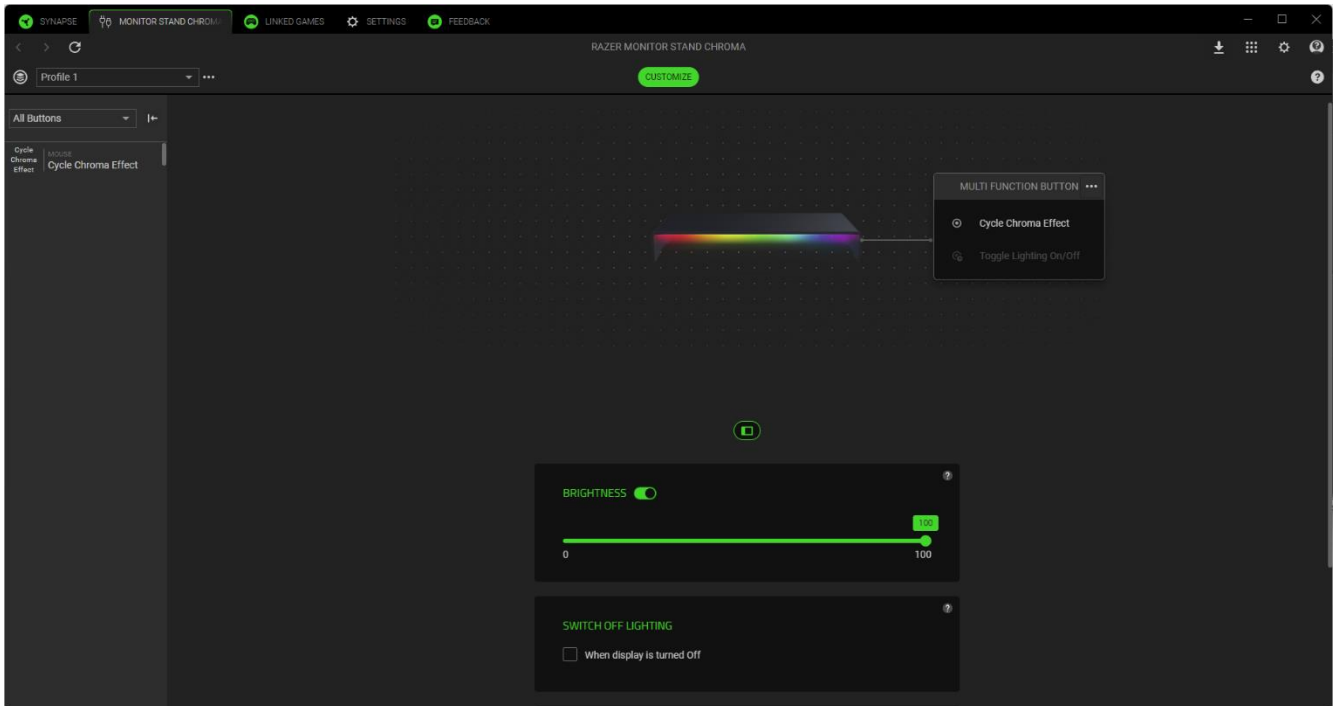 SYNAPSE
MONITOR STAND CHROM
LINKED GAMES
SETTINGS
FEEDBACK
RAZER MONITOR STAND CHROMA
Profile 1
CUSTOMIZE
All Buttons
Cycle Chroma Effect
MOUSE
Cycle Chroma Effect
MULTI FUNCTION BUTTON
Cycle Chroma Effect
Toggle Lighting On/Off
BRIGHTNESS
100
0
100
SWITCH OFF LIGHTING
When display is turned Off